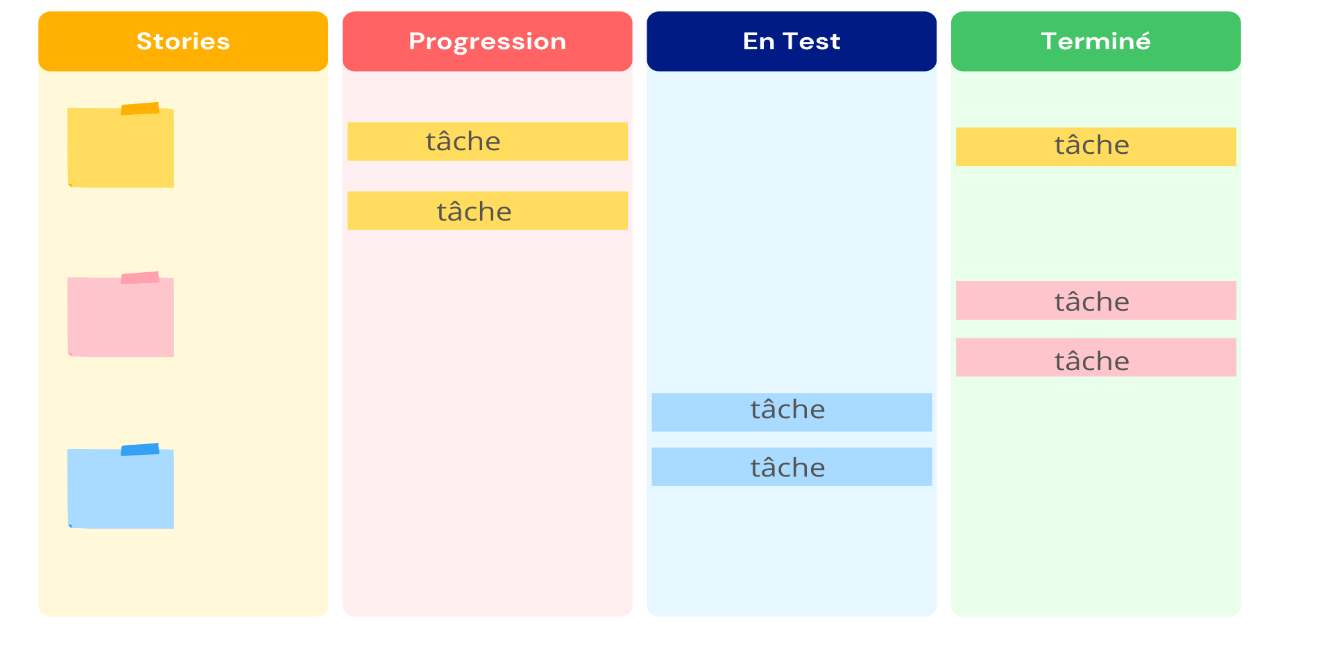 Stories
Progression
En Test
Terminé
tâche
tâche
tâche
tâche
tâche
tâche
tâche